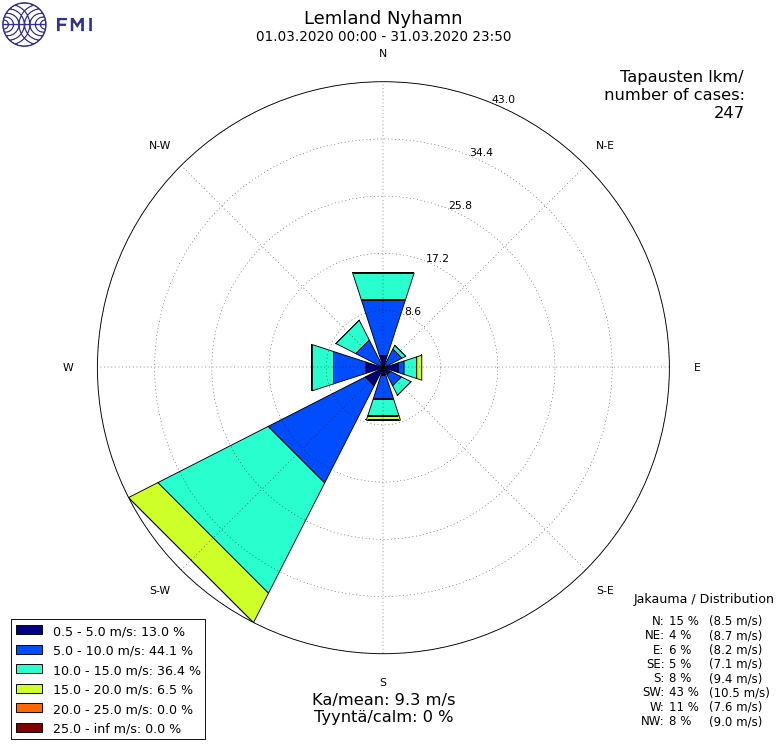 FMI
Lemland Nyhamn
01.03.2020 00:00 - 31.03.2020 23:50
Tapausten lkm/
number of cases:
247
N
N-E
E
S-E
S
S-W
W
N-W
43.0
34.4
25.8
17.2
8.6
0.5 - 5.0 m/s: 13.0 %
5.0 - 10.0 m/s: 44.1 %
10.0 - 15.0 m/s: 36.4 %
15.0 - 20.0 m/s: 6.5 %
20.0 - 25.0 m/s: 0.0 %
25.0 - inf m/s: 0.0 %
Ka/mean: 9.3 m/s
Tyyntä/calm: 0 %
Jakauma / Distribution
N: 15 % (8.5 m/s)
NE: 4 % (8.7 m/s)
E: 6 % (8.2 m/s)
SE: 5 % (7.1 m/s)
S: 8 % (9.4 m/s)
SW: 43 % (10.5 m/s)
W: 11 % (7.6 m/s)
NW: 8 % (9.0 m/s)